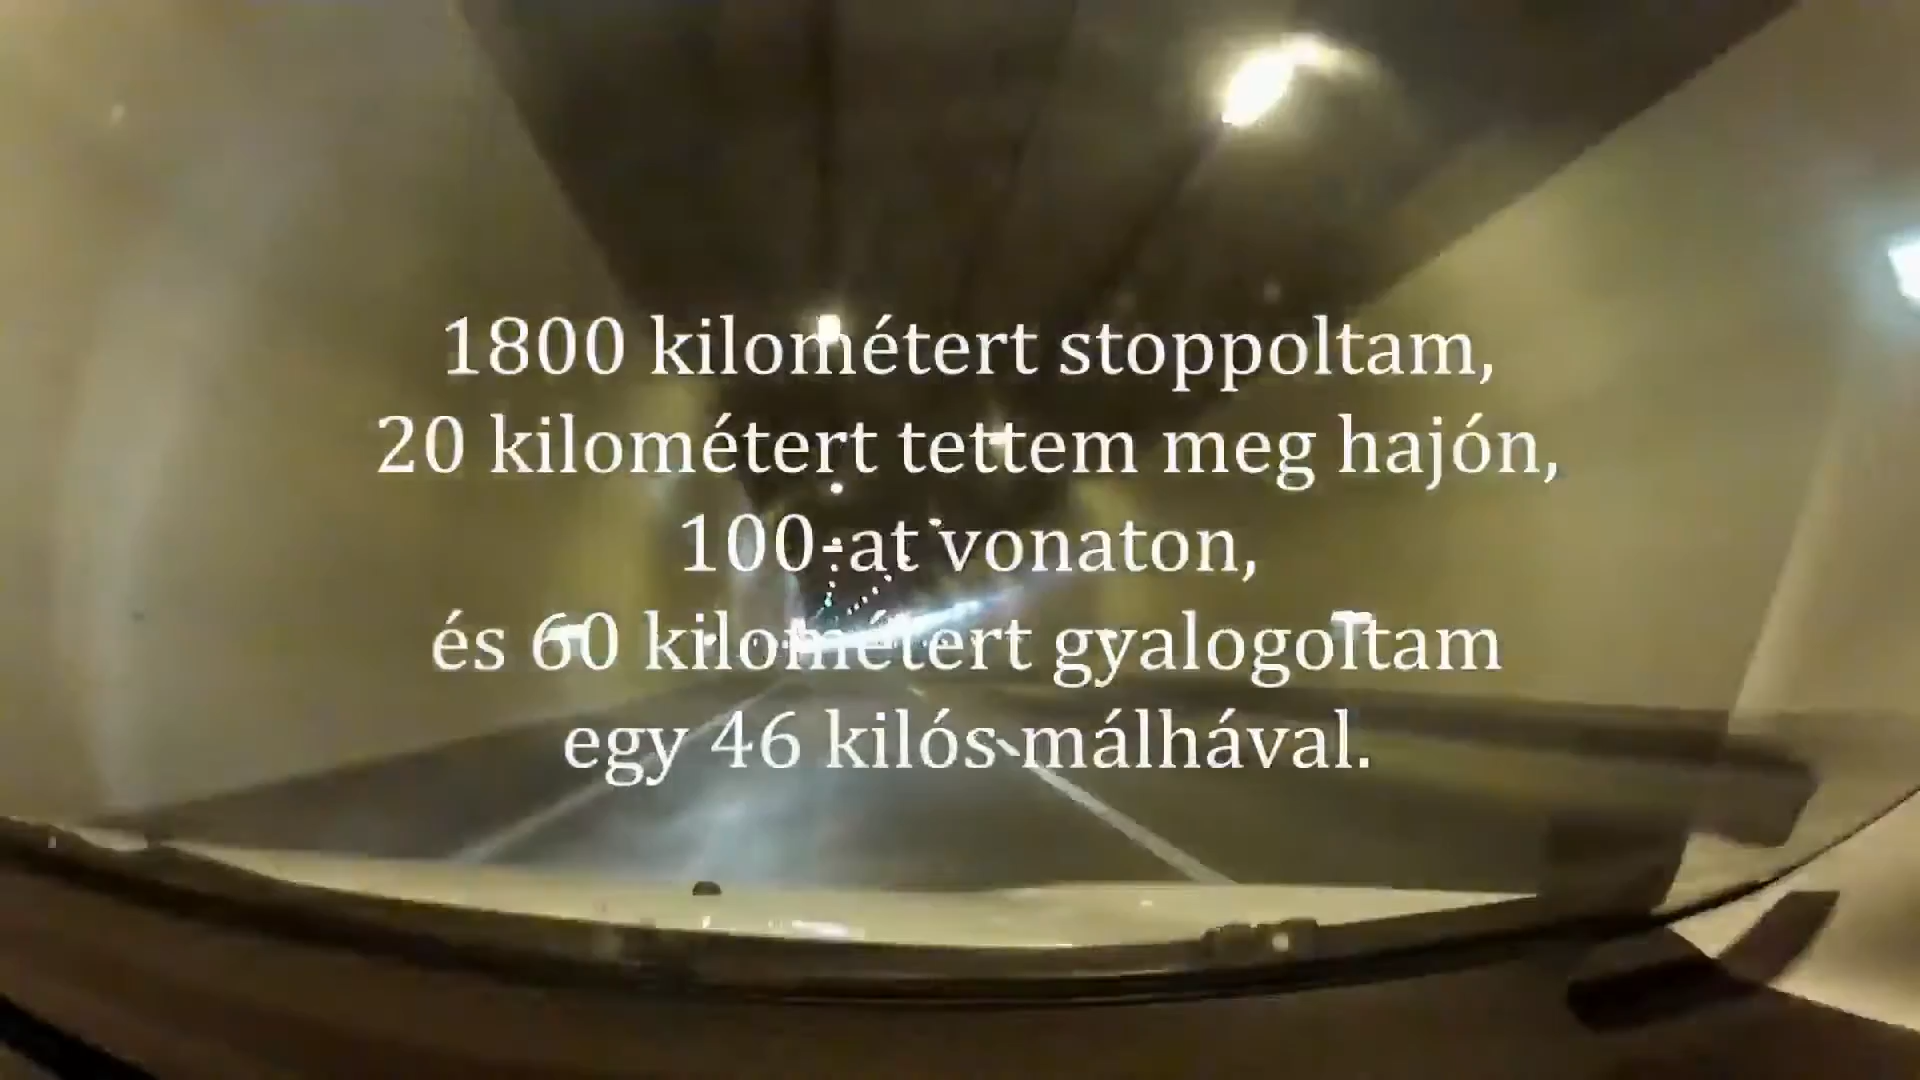 1800 kilométert stoppoltam,
20 kilométert tettem meg hajón,
100-at vonaton,
és 60 kilométert gyalogoltam
egy 46 kilós málhával.